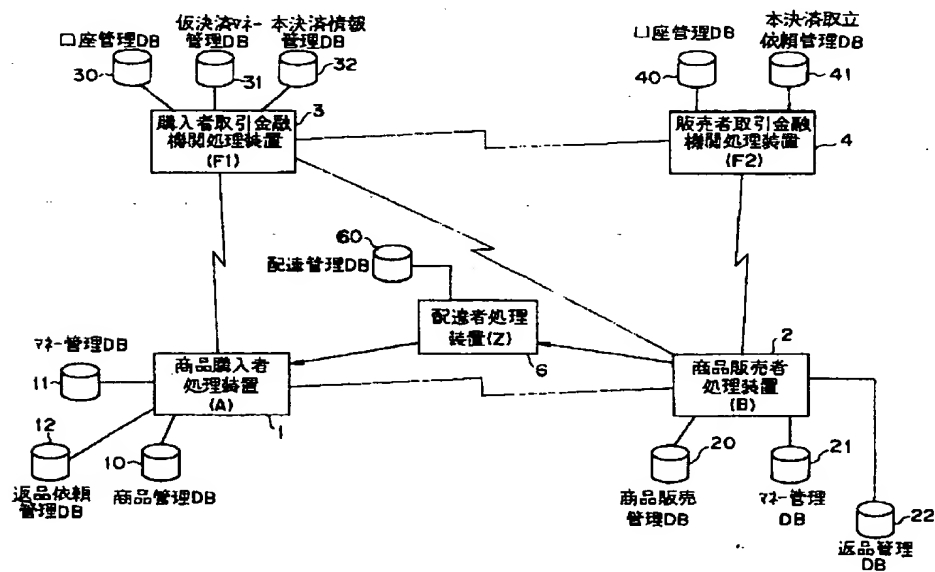 口座管理DB
30
仮決済ﾏﾈｰ
管理DB
31
本決済情報
管理DB
32
購入者取引金融
機関処理装置
(F1)
3
口座管理DB
40
本決済取立
依頼管理DB
41
販売者取引金融
機関処理装置
(F2)
4
60
配達管理DB
配達者処理
装置(Z)
6
ﾏﾈｰ管理DB
11
商品購入者
処理装置
(A)
1
12
返品依頼
管理DB
10
商品管理DB
2
商品販売者
処理装置
(B)
20
商品販売
管理DB
21
ﾏﾈｰ管理
DB
22
返品管理
DB